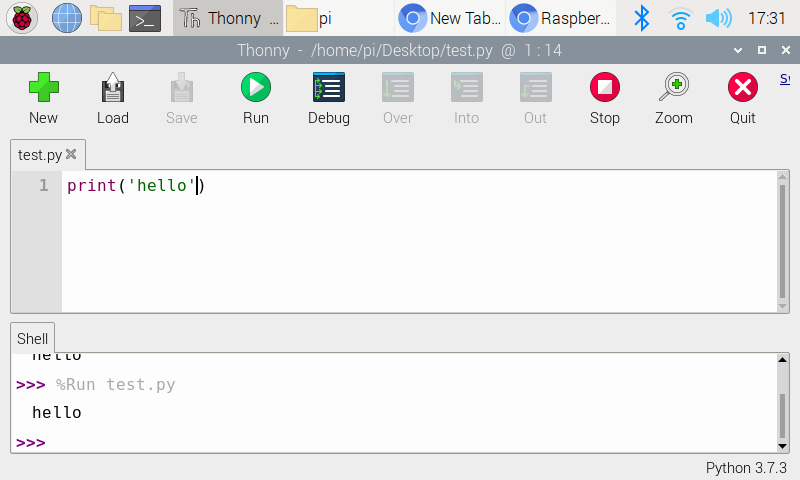 Thonny ... pi New Tab... Raspber... 17:31
Thonny - /home/pi/Desktop/test.py @ 1 : 14
New Load Save Run Debug Over Into Out Stop Zoom Quit
test.py
1 print('hello')
Shell
hello
>>> %Run test.py
hello
>>>
Python 3.7.3